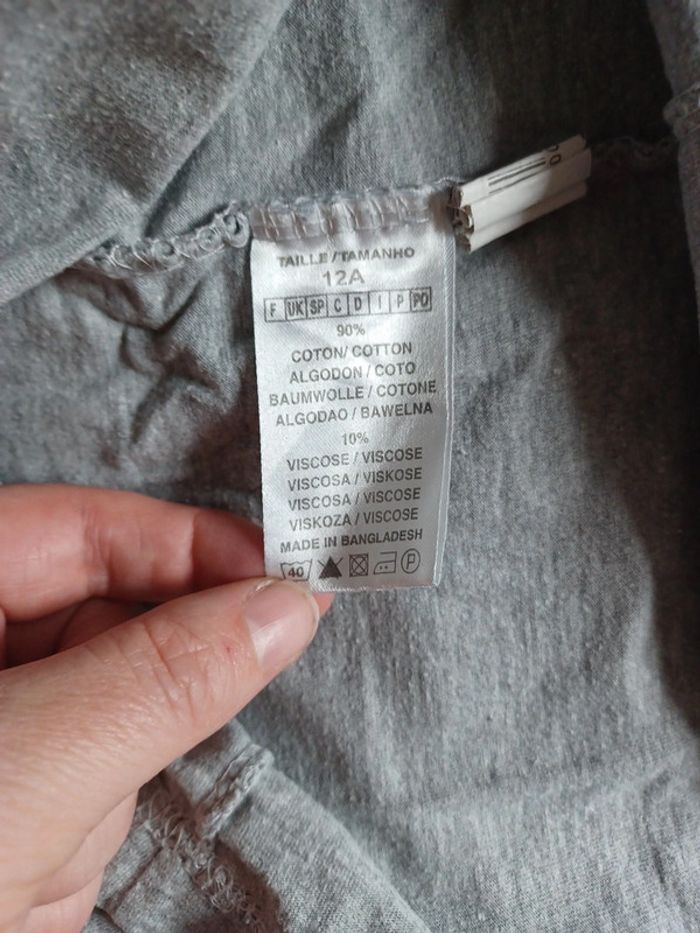 TAILLE / TAMANHO
12A
F UK SP C D I P PO
90%
COTON/ COTTON
ALGODON / COTO
BAUMWOLLE / COTONE
ALGODAO / BAWELNA
10%
VISCOSE / VISCOSE
VISCOSA / VISKOSE
VISCOSA / VISCOSE
VISKOZA / VISCOSE
MADE IN BANGLADESH
40 P